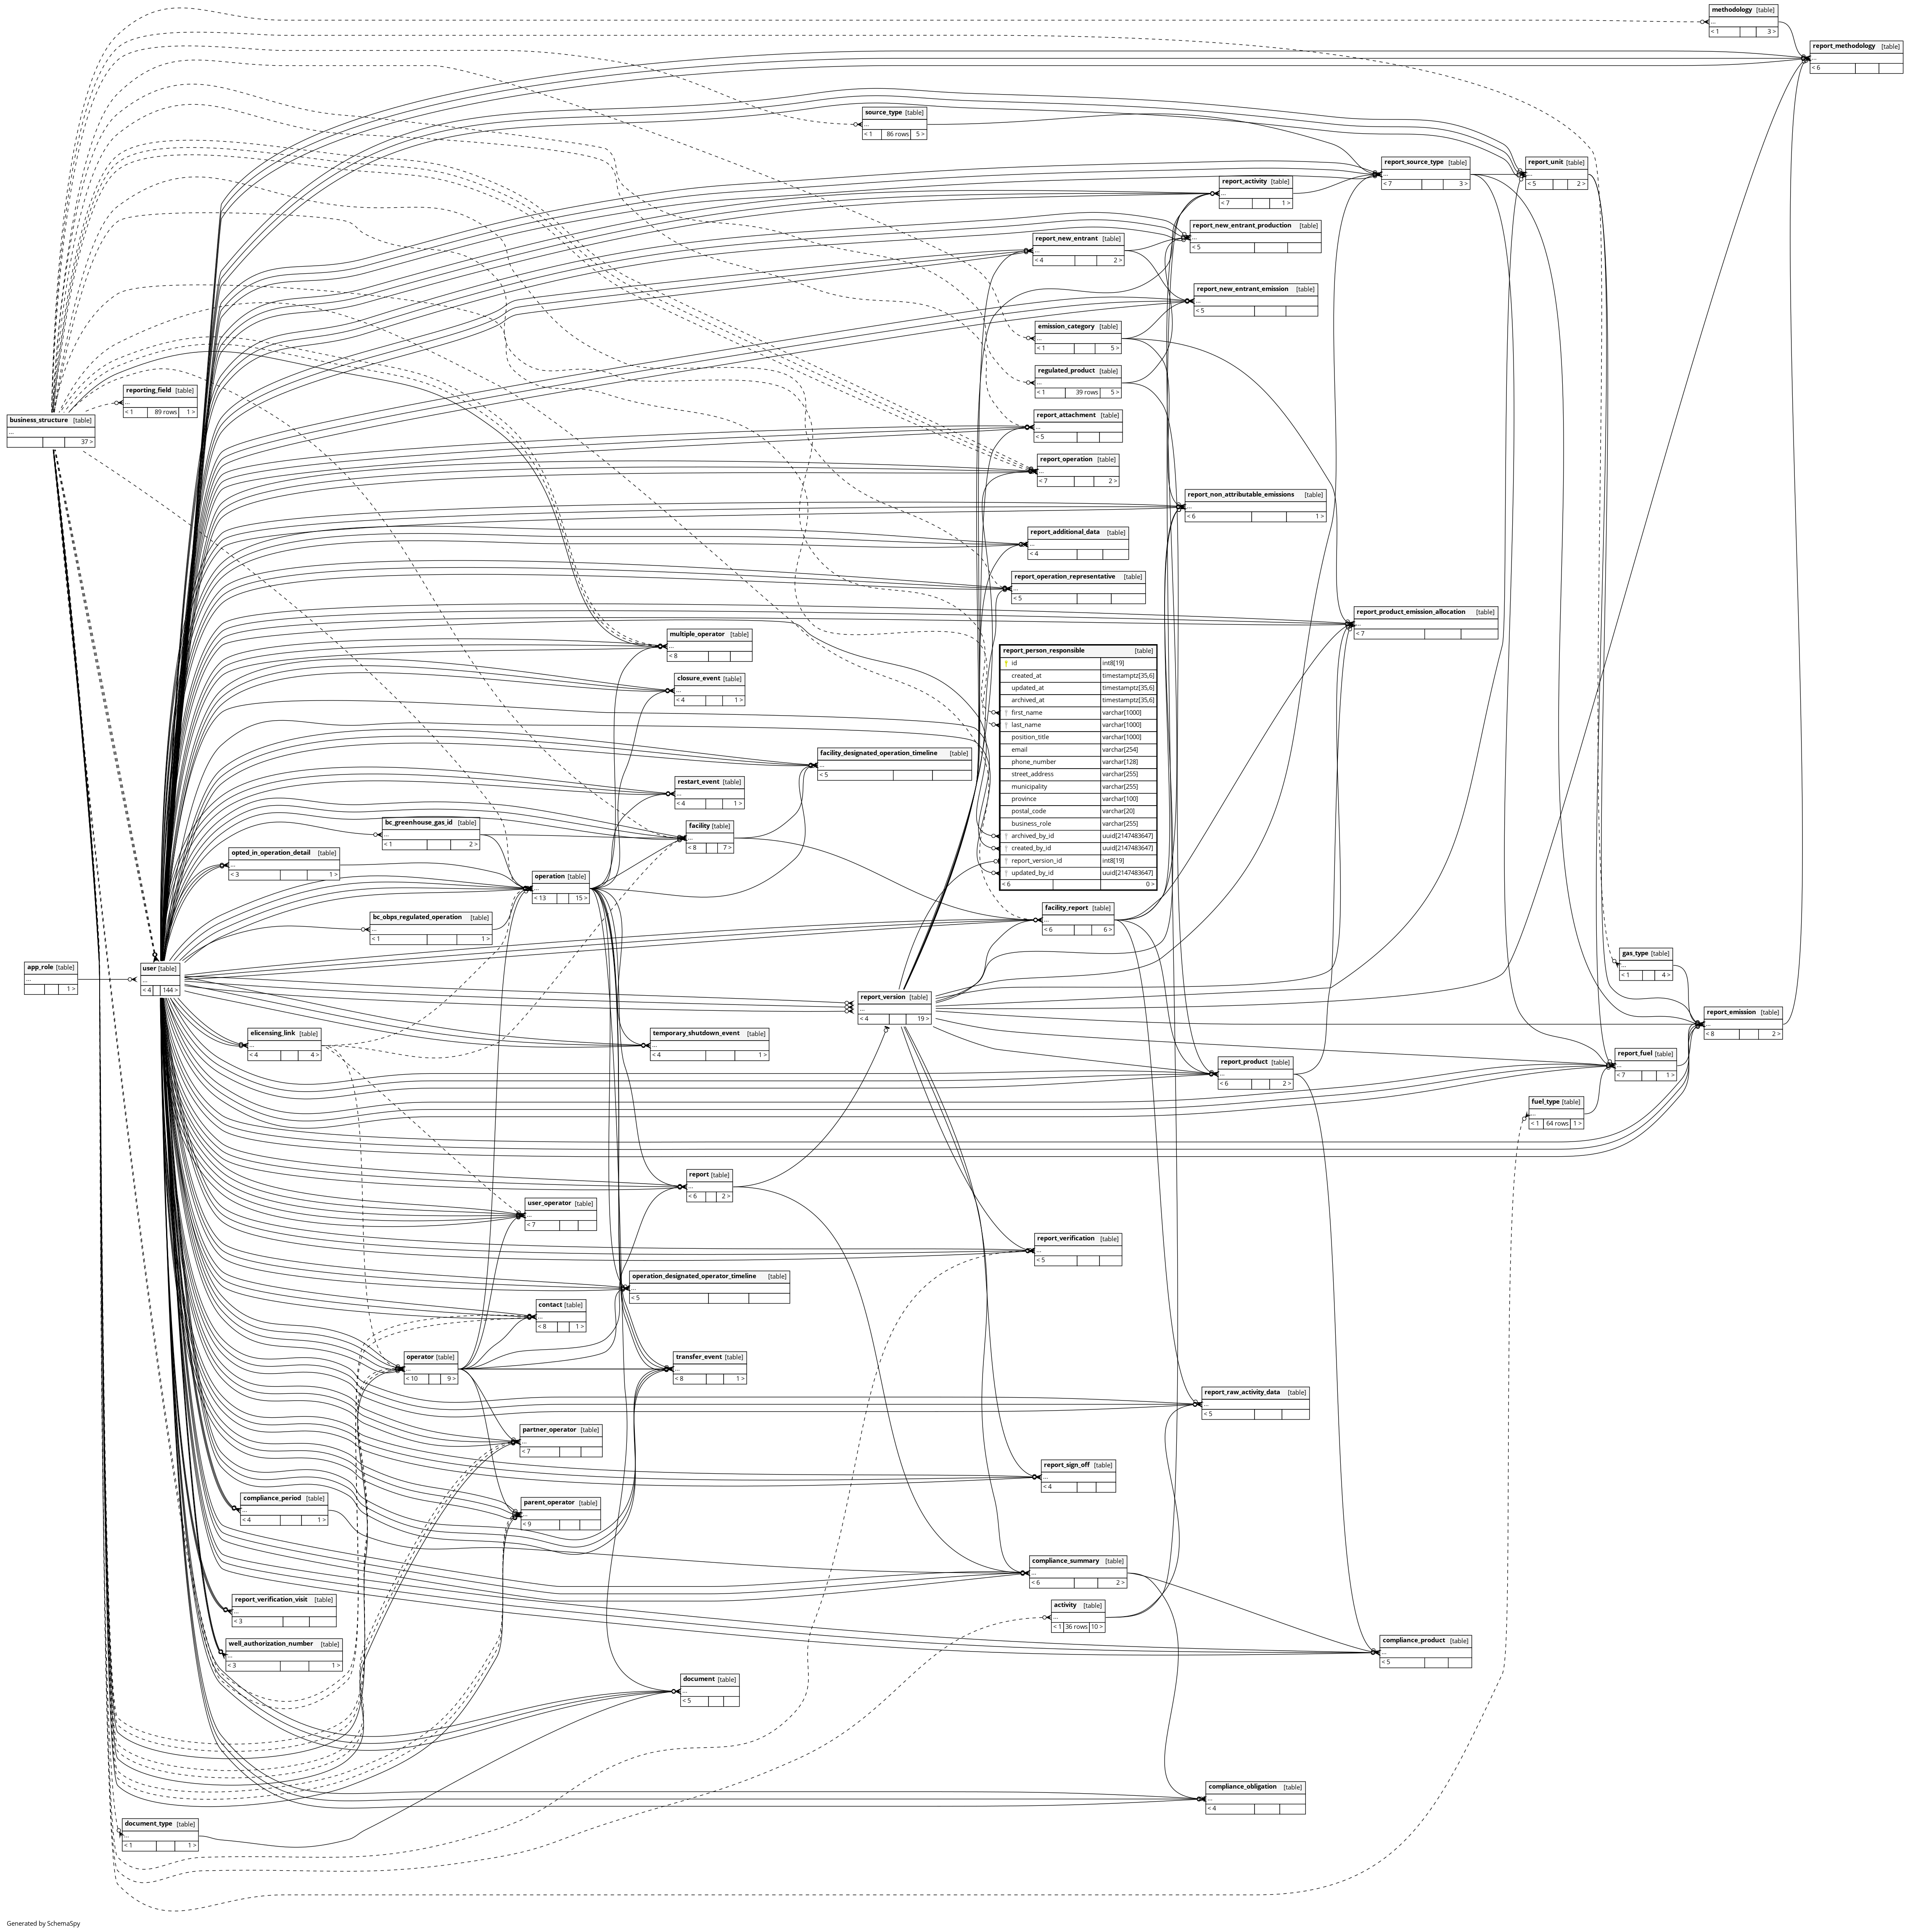 methodology [table]
...
< 1 3 >
report_methodology [table]
...
< 6
source_type [table]
...
< 1 86 rows 5 >
report_source_type [table]
...
< 7 3 >
report_unit [table]
...
< 5 2 >
report_activity [table]
...
< 7 1 >
report_new_entrant_production [table]
...
< 5
report_new_entrant [table]
...
< 4 2 >
report_new_entrant_emission [table]
...
< 5
emission_category [table]
...
< 1 5 >
regulated_product [table]
...
< 1 39 rows 5 >
reporting_field [table]
...
< 1 89 rows 1 >
business_structure [table]
...
37 >
report_attachment [table]
...
< 5
report_operation [table]
...
< 7 2 >
report_non_attributable_emissions [table]
...
< 6 1 >
report_additional_data [table]
...
< 4
report_operation_representative [table]
...
< 5
report_product_emission_allocation [table]
...
< 7
multiple_operator [table]
...
< 8
report_person_responsible [table]
id int8[19]
created_at timestamptz[35,6]
updated_at timestamptz[35,6]
archived_at timestamptz[35,6]
first_name varchar[1000]
last_name varchar[1000]
position_title varchar[1000]
email varchar[254]
phone_number varchar[128]
street_address varchar[255]
municipality varchar[255]
province varchar[100]
postal_code varchar[20]
business_role varchar[255]
archived_by_id uuid[2147483647]
created_by_id uuid[2147483647]
report_version_id int8[19]
updated_by_id uuid[2147483647]
< 6 0 >
closure_event [table]
...
< 4 1 >
facility_designated_operation_timeline [table]
...
< 5
restart_event [table]
...
< 4 1 >
bc_greenhouse_gas_id [table]
...
< 1 2 >
facility [table]
...
< 8 7 >
opted_in_operation_detail [table]
...
< 3 1 >
operation [table]
...
< 13 15 >
bc_obps_regulated_operation [table]
...
< 1 1 >
facility_report [table]
...
< 6 6 >
gas_type [table]
...
< 1 4 >
app_role [table]
...
1 >
user [table]
...
< 4 144 >
report_version [table]
...
< 4 19 >
report_emission [table]
...
< 8 2 >
elicensing_link [table]
...
< 4 4 >
temporary_shutdown_event [table]
...
< 4 1 >
report_product [table]
...
< 6 2 >
report_fuel [table]
...
< 7 1 >
fuel_type [table]
...
< 1 64 rows 1 >
report [table]
...
< 6 2 >
user_operator [table]
...
< 7
report_verification [table]
...
< 5
operation_designated_operator_timeline [table]
...
< 5
contact [table]
...
< 8 1 >
operator [table]
...
< 10 9 >
transfer_event [table]
...
< 8 1 >
report_raw_activity_data [table]
...
< 5
partner_operator [table]
...
< 7
report_sign_off [table]
...
< 4
compliance_period [table]
...
< 4 1 >
parent_operator [table]
...
< 9
compliance_summary [table]
...
< 6 2 >
report_verification_visit [table]
...
< 3
activity [table]
...
< 1 36 rows 10 >
well_authorization_number [table]
...
< 3 1 >
compliance_product [table]
...
< 5
document [table]
...
< 5
compliance_obligation [table]
...
< 4
document_type [table]
...
< 1 1 >
Generated by SchemaSpy